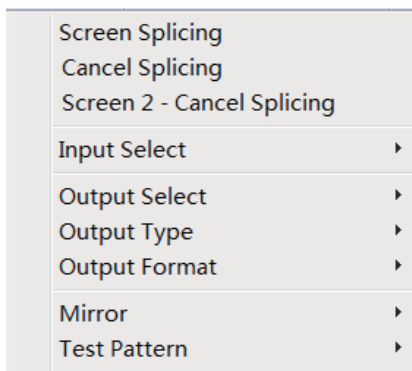 Screen Splicing
Cancel Splicing
Screen 2 - Cancel Splicing
Input Select
Output Select
Output Type
Output Format
Mirror
Test Pattern